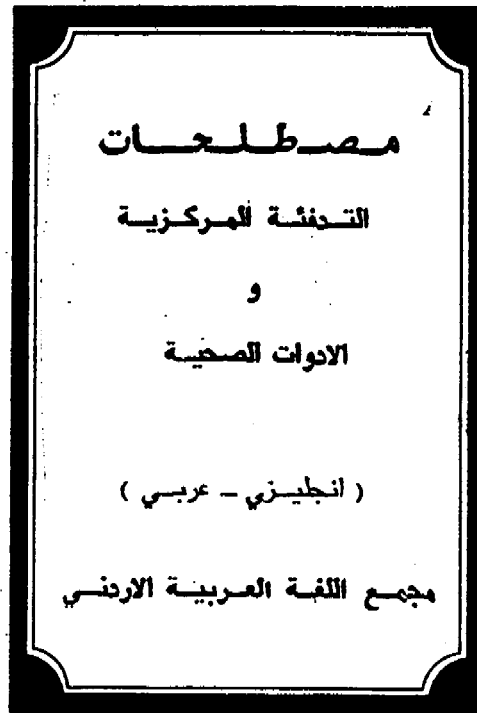 مصطلحات
التدفئة المركزية
و
الادوات الصحية
( انجليزي - عربي )
مجمع اللغة العربية الاردني